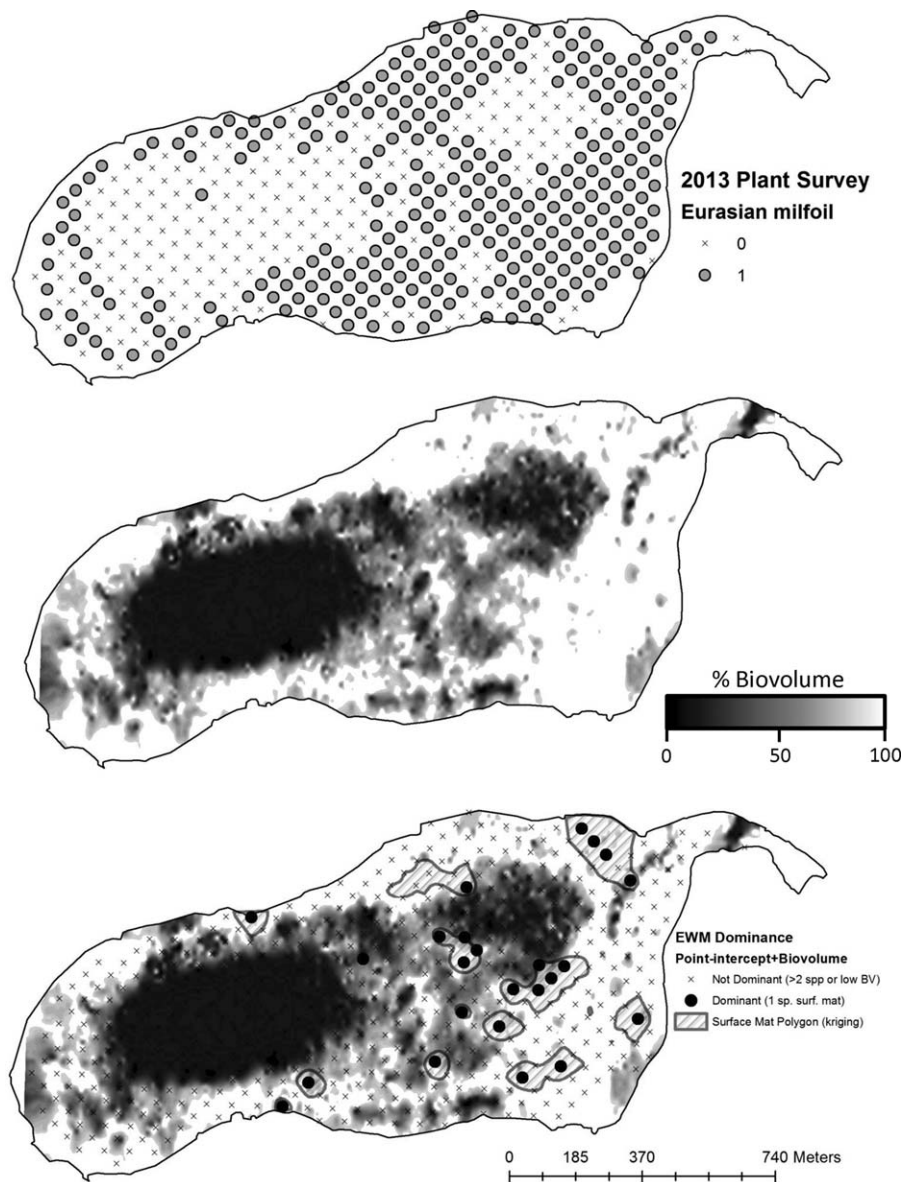 2013 Plant Survey
Eurasian milfoil
× 0
1
% Biovolume
0 50 100
EWM Dominance
Point-intercept+Biovolume
× Not Dominant (>2 spp or low BV)
Dominant (1 sp. surf. mat)
Surface Mat Polygon (kriging)
0 185 370 740 Meters